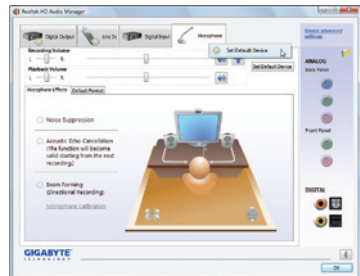 Realtek HD Audio Manager
Digital Output
Line In
Digital Input
Microphone
Device advanced settings
Set Default Device
Recording Volume
L
R
Set Default Device
Playback Volume
L
R
ANALOG
Back Panel
Microphone Effects
Default Format
Noise Suppression
Acoustic Echo Cancellation
(The function will become
valid starting from the next
recording.)
Front Panel
Beam Forming
(Directional Recording)
Microphone Calibration
DIGITAL
GIGABYTE
TECHNOLOGY
OK